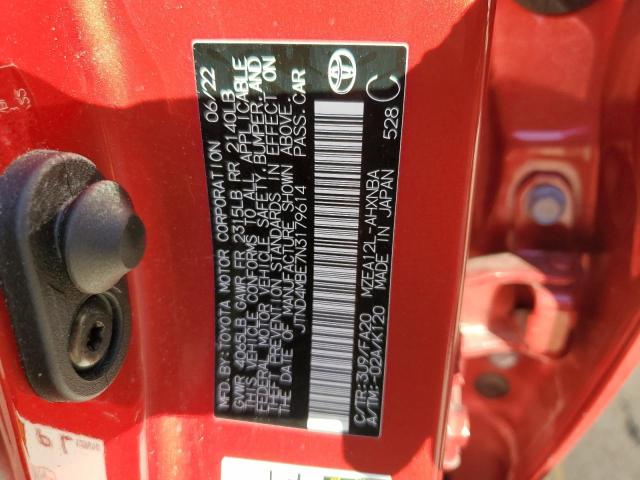 MFD. BY: TOYOTA MOTOR CORPORATION 06/22
GVWR 4065LB GAWR FR 2315LB RR 2140LB
THIS VEHICLE CONFORMS TO ALL APPLICABLE
FEDERAL MOTOR VEHICLE SAFETY, BUMPER, AND
THEFT PREVENTION STANDARDS IN EFFECT ON
THE DATE OF MANUFACTURE SHOWN ABOVE.
JTND4MBE7N3179614 PASS. CAR
C/TR: 3U9/FA20 MZEA12L-AHXNBA
A/TM: -02A/K120 MADE IN JAPAN 528 C